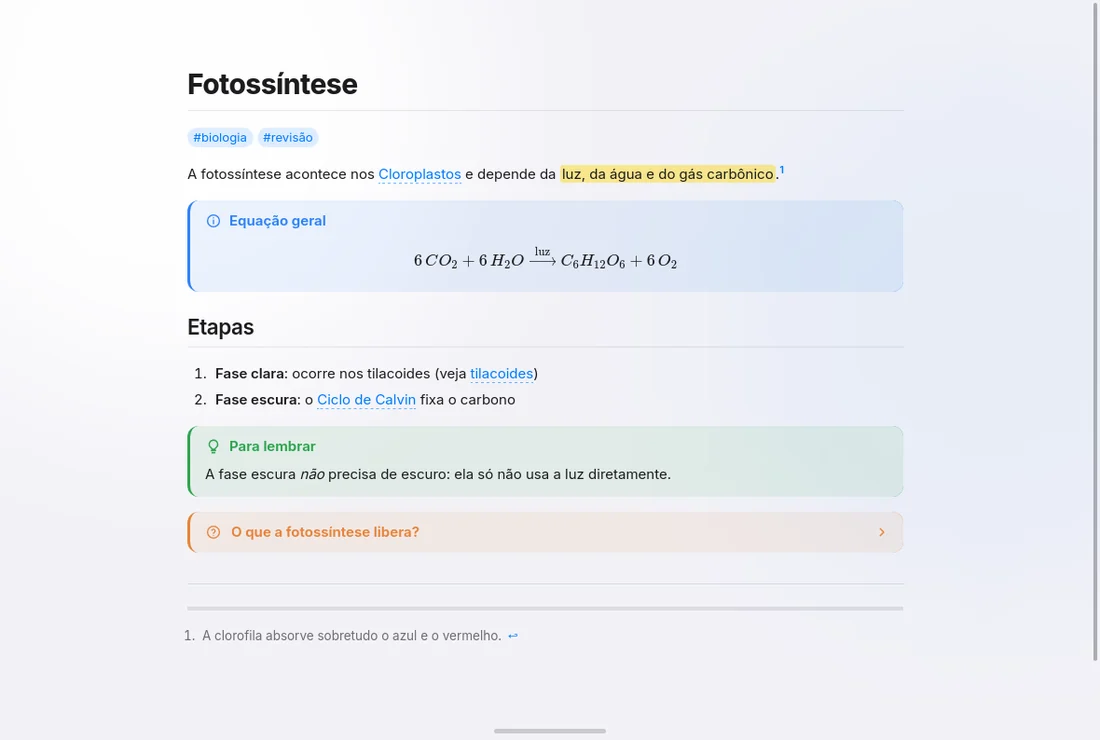 Fotossíntese
#biologia #revisão
A fotossíntese acontece nos Cloroplastos e depende da luz, da água e do gás carbônico.¹
Equação geral
6 CO₂ + 6 H₂O —luz→ C₆H₁₂O₆ + 6 O₂
Etapas
1. Fase clara: ocorre nos tilacoides (veja tilacoides)
2. Fase escura: o Ciclo de Calvin fixa o carbono
Para lembrar
A fase escura não precisa de escuro: ela só não usa a luz diretamente.
O que a fotossíntese libera?
1. A clorofila absorve sobretudo o azul e o vermelho. ↩